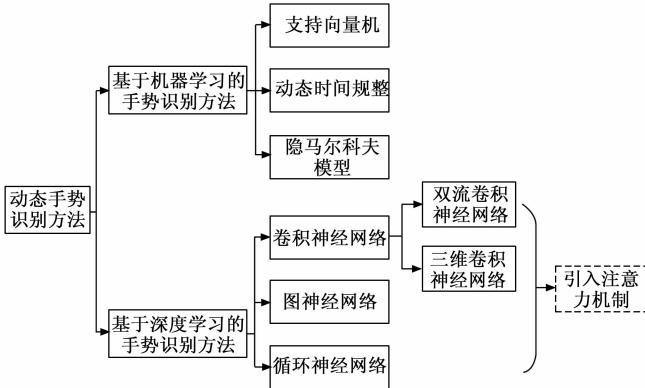 动态手势
识别方法
基于机器学习的
手势识别方法
支持向量机
动态时间规整
隐马尔科夫
模型
基于深度学习的
手势识别方法
卷积神经网络
双流卷积
神经网络
三维卷积
神经网络
图神经网络
循环神经网络
引入注意
力机制